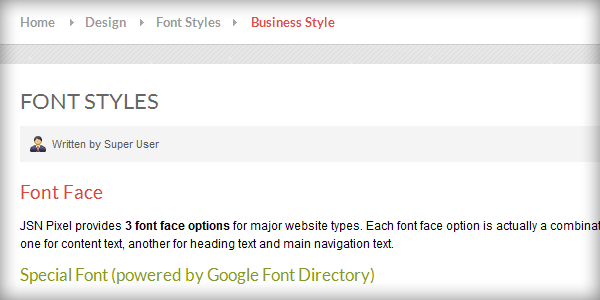 Home Design Font Styles Business Style
FONT STYLES
Written by Super User
Font Face
JSN Pixel provides 3 font face options for major website types. Each font face option is actually a
one for content text, another for heading text and main navigation text.
Special Font (powered by Google Font Directory)